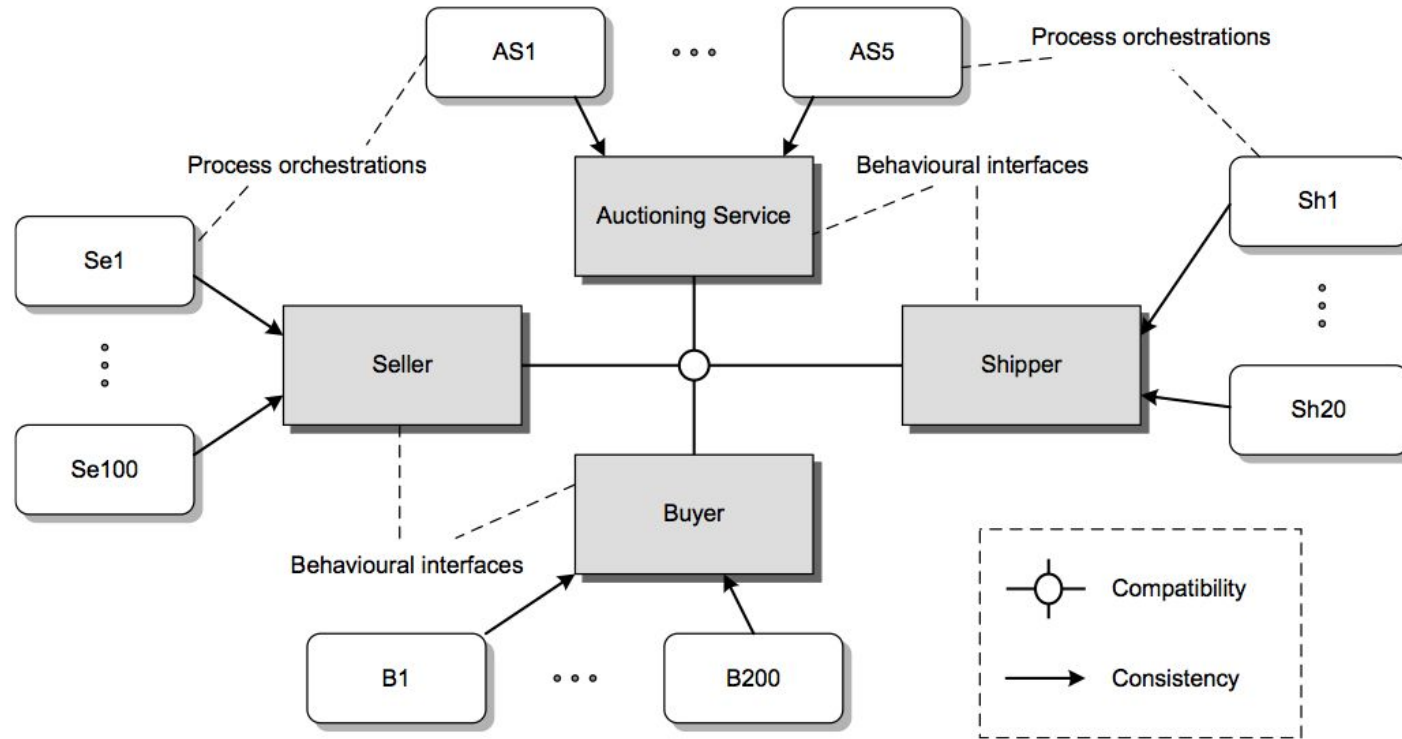 AS1
AS5
Process orchestrations
Process orchestrations
Behavioural interfaces
Auctioning Service
Sh1
Se1
Seller
Shipper
Sh20
Se100
Buyer
Behavioural interfaces
Compatibility
B1
B200
Consistency